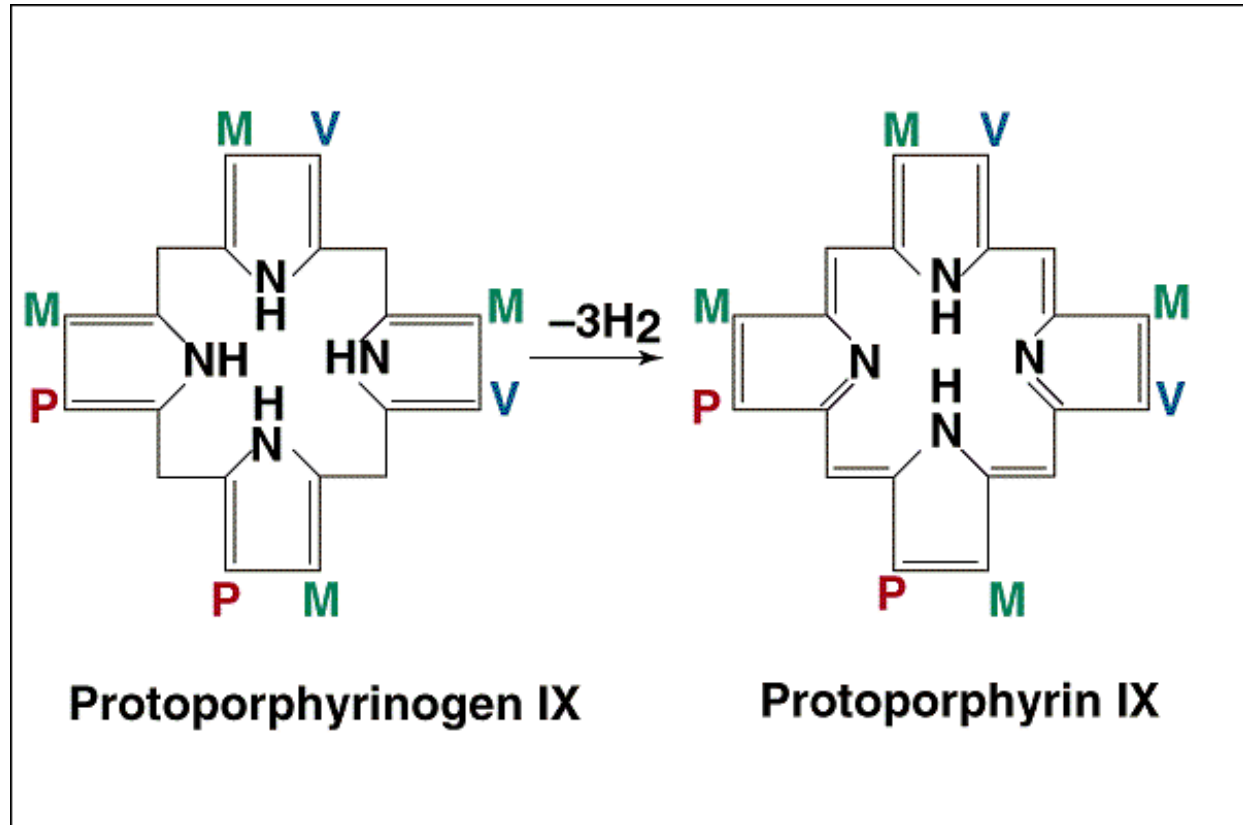 M V M V
M M M M
N N
H H
–3H2
NH HN N N
H H
N N
P V P V
P M P M
Protoporphyrinogen IX Protoporphyrin IX